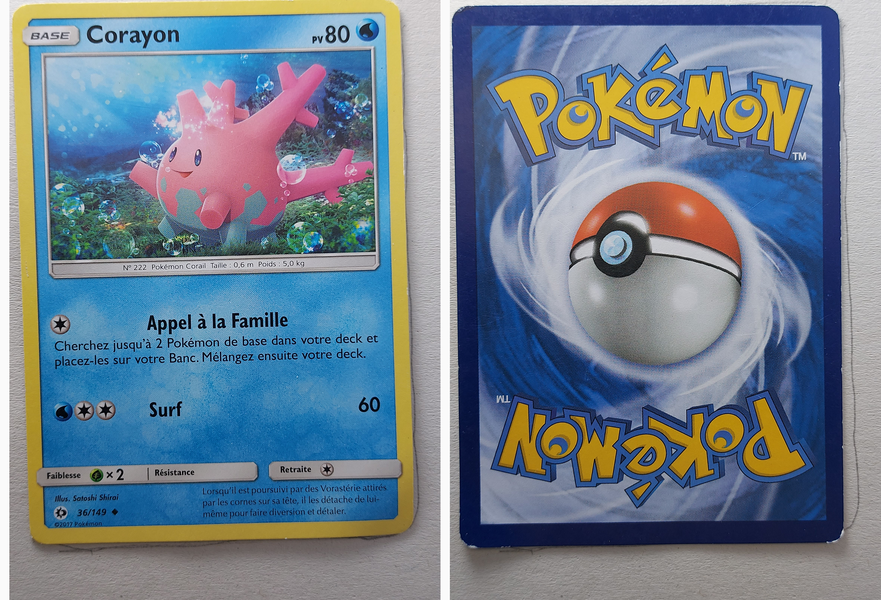 BASE Corayon PV 80
N° 222 Pokémon Corail Taille : 0,6 m Poids : 5,0 kg
Appel à la Famille
Cherchez jusqu'à 2 Pokémon de base dans votre deck et
placez-les sur votre Banc. Mélangez ensuite votre deck.
Surf 60
Faiblesse ×2 Résistance Retraite
Illus. Satoshi Shirai
36/149
©2017 Pokémon
Lorsqu'il est poursuivi par des Vorastérie attirés
par les cornes sur sa tête, il les détache de lui-
même pour faire diversion et détaler.
POKÉMON
TM
TM
POKÉMON